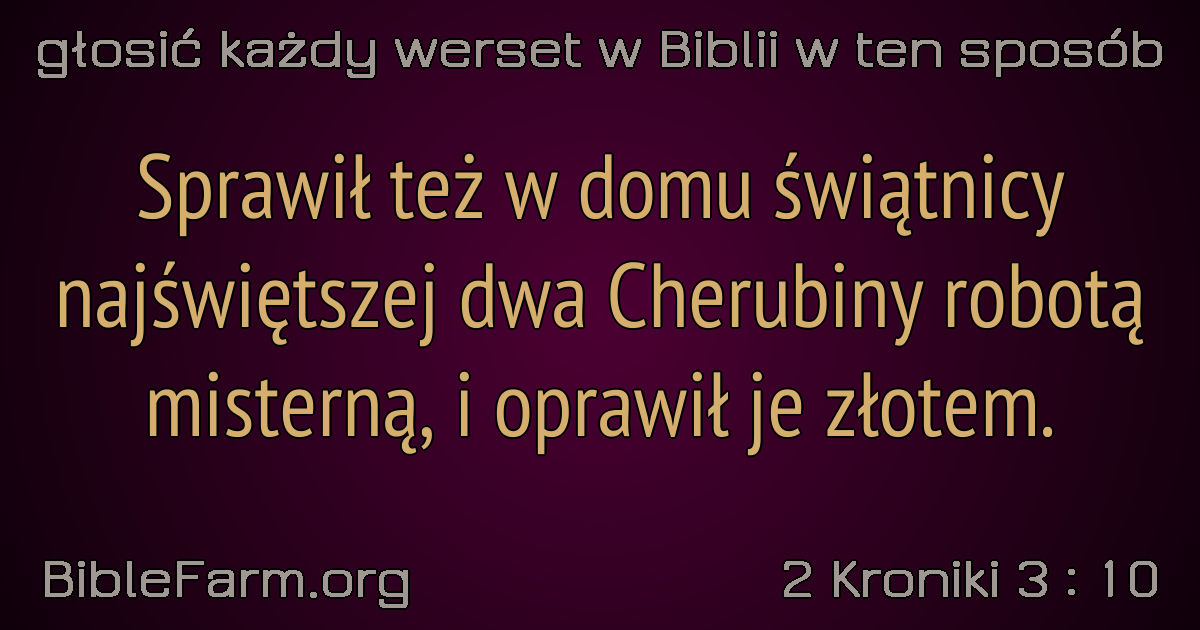 głosić każdy werset w Biblii w ten sposób
Sprawił też w domu świątnicy
najświętszej dwa Cherubiny robotą
misterną, i oprawił je złotem.
BibleFarm.org
2 Kroniki 3 : 10